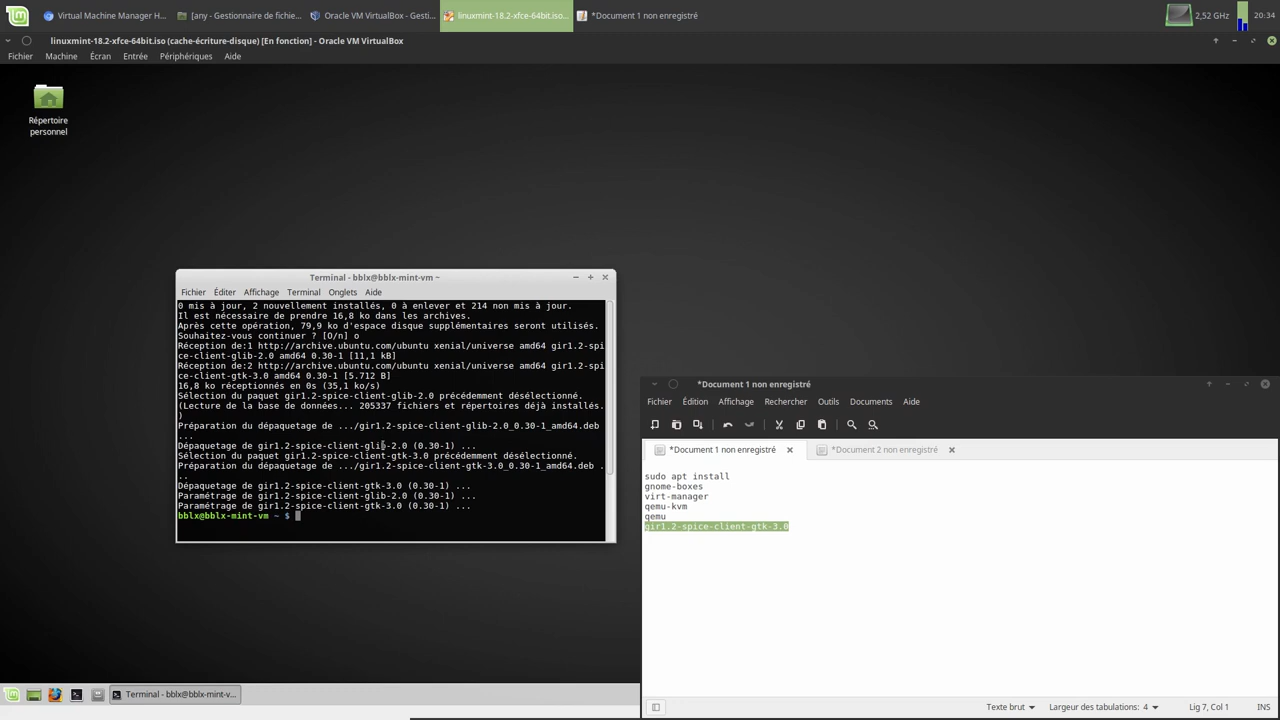 Virtual Machine Manager H...
[any - Gestionnaire de fichie...
Oracle VM VirtualBox : Gesti...
linuxmint-18.2-xfce-64bit.iso...
*Document 1 non enregistré
2,52 GHz
20:34
linuxmint-18.2-xfce-64bit.iso (cache-écriture-disque) [En fonction] - Oracle VM VirtualBox
Fichier Machine Écran Entrée Périphériques Aide
Répertoire
personnel
Terminal - bblx@bblx-mint-vm ~
Fichier Éditer Affichage Terminal Onglets Aide
0 mis à jour, 2 nouvellement installés, 0 à enlever et 214 non mis à jour.
Il est nécessaire de prendre 16,8 ko dans les archives.
Après cette opération, 79,9 ko d'espace disque supplémentaires seront utilisés.
Souhaitez-vous continuer ? [O/n] o
Réception de:1 http://archive.ubuntu.com/ubuntu xenial/universe amd64 gir1.2-spi
ce-client-glib-2.0 amd64 0.30-1 [11,1 kB]
Réception de:2 http://archive.ubuntu.com/ubuntu xenial/universe amd64 gir1.2-spi
ce-client-gtk-3.0 amd64 0.30-1 [5.712 B]
16,8 ko réceptionnés en 0s (35,1 ko/s)
Sélection du paquet gir1.2-spice-client-glib-2.0 précédemment désélectionné.
(Lecture de la base de données... 205337 fichiers et répertoires déjà installés.
)
Préparation du dépaquetage de .../gir1.2-spice-client-glib-2.0_0.30-1_amd64.deb
...
Dépaquetage de gir1.2-spice-client-glib-2.0 (0.30-1) ...
Sélection du paquet gir1.2-spice-client-gtk-3.0 précédemment désélectionné.
Préparation du dépaquetage de .../gir1.2-spice-client-gtk-3.0_0.30-1_amd64.deb .
..
Dépaquetage de gir1.2-spice-client-gtk-3.0 (0.30-1) ...
Paramétrage de gir1.2-spice-client-glib-2.0 (0.30-1) ...
Paramétrage de gir1.2-spice-client-gtk-3.0 (0.30-1) ...
bblx@bblx-mint-vm ~ $
*Document 1 non enregistré
Fichier Édition Affichage Rechercher Outils Documents Aide
*Document 1 non enregistré
*Document 2 non enregistré
sudo apt install
gnome-boxes
virt-manager
qemu-kvm
qemu
gir1.2-spice-client-gtk-3.0
Texte brut
Largeur des tabulations: 4
Lig 7, Col 1
INS
Terminal - bblx@bblx-mint-v...